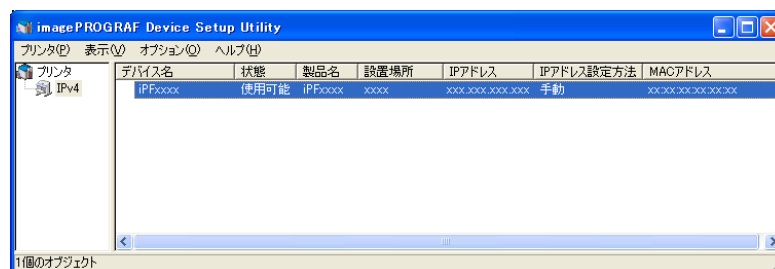 imagePROGRAF Device Setup Utility
プリンタ(P) 表示(V) オプション(O) ヘルプ(H)
プリンタ デバイス名 状態 製品名 設置場所 IPアドレス IPアドレス設定方法 MACアドレス
IPv4 iPFxxxx 使用可能 iPFxxxx xxxx xxx.xxx.xxx.xxx 手動 xx:xx:xx:xx:xx:xx
1個のオブジェクト